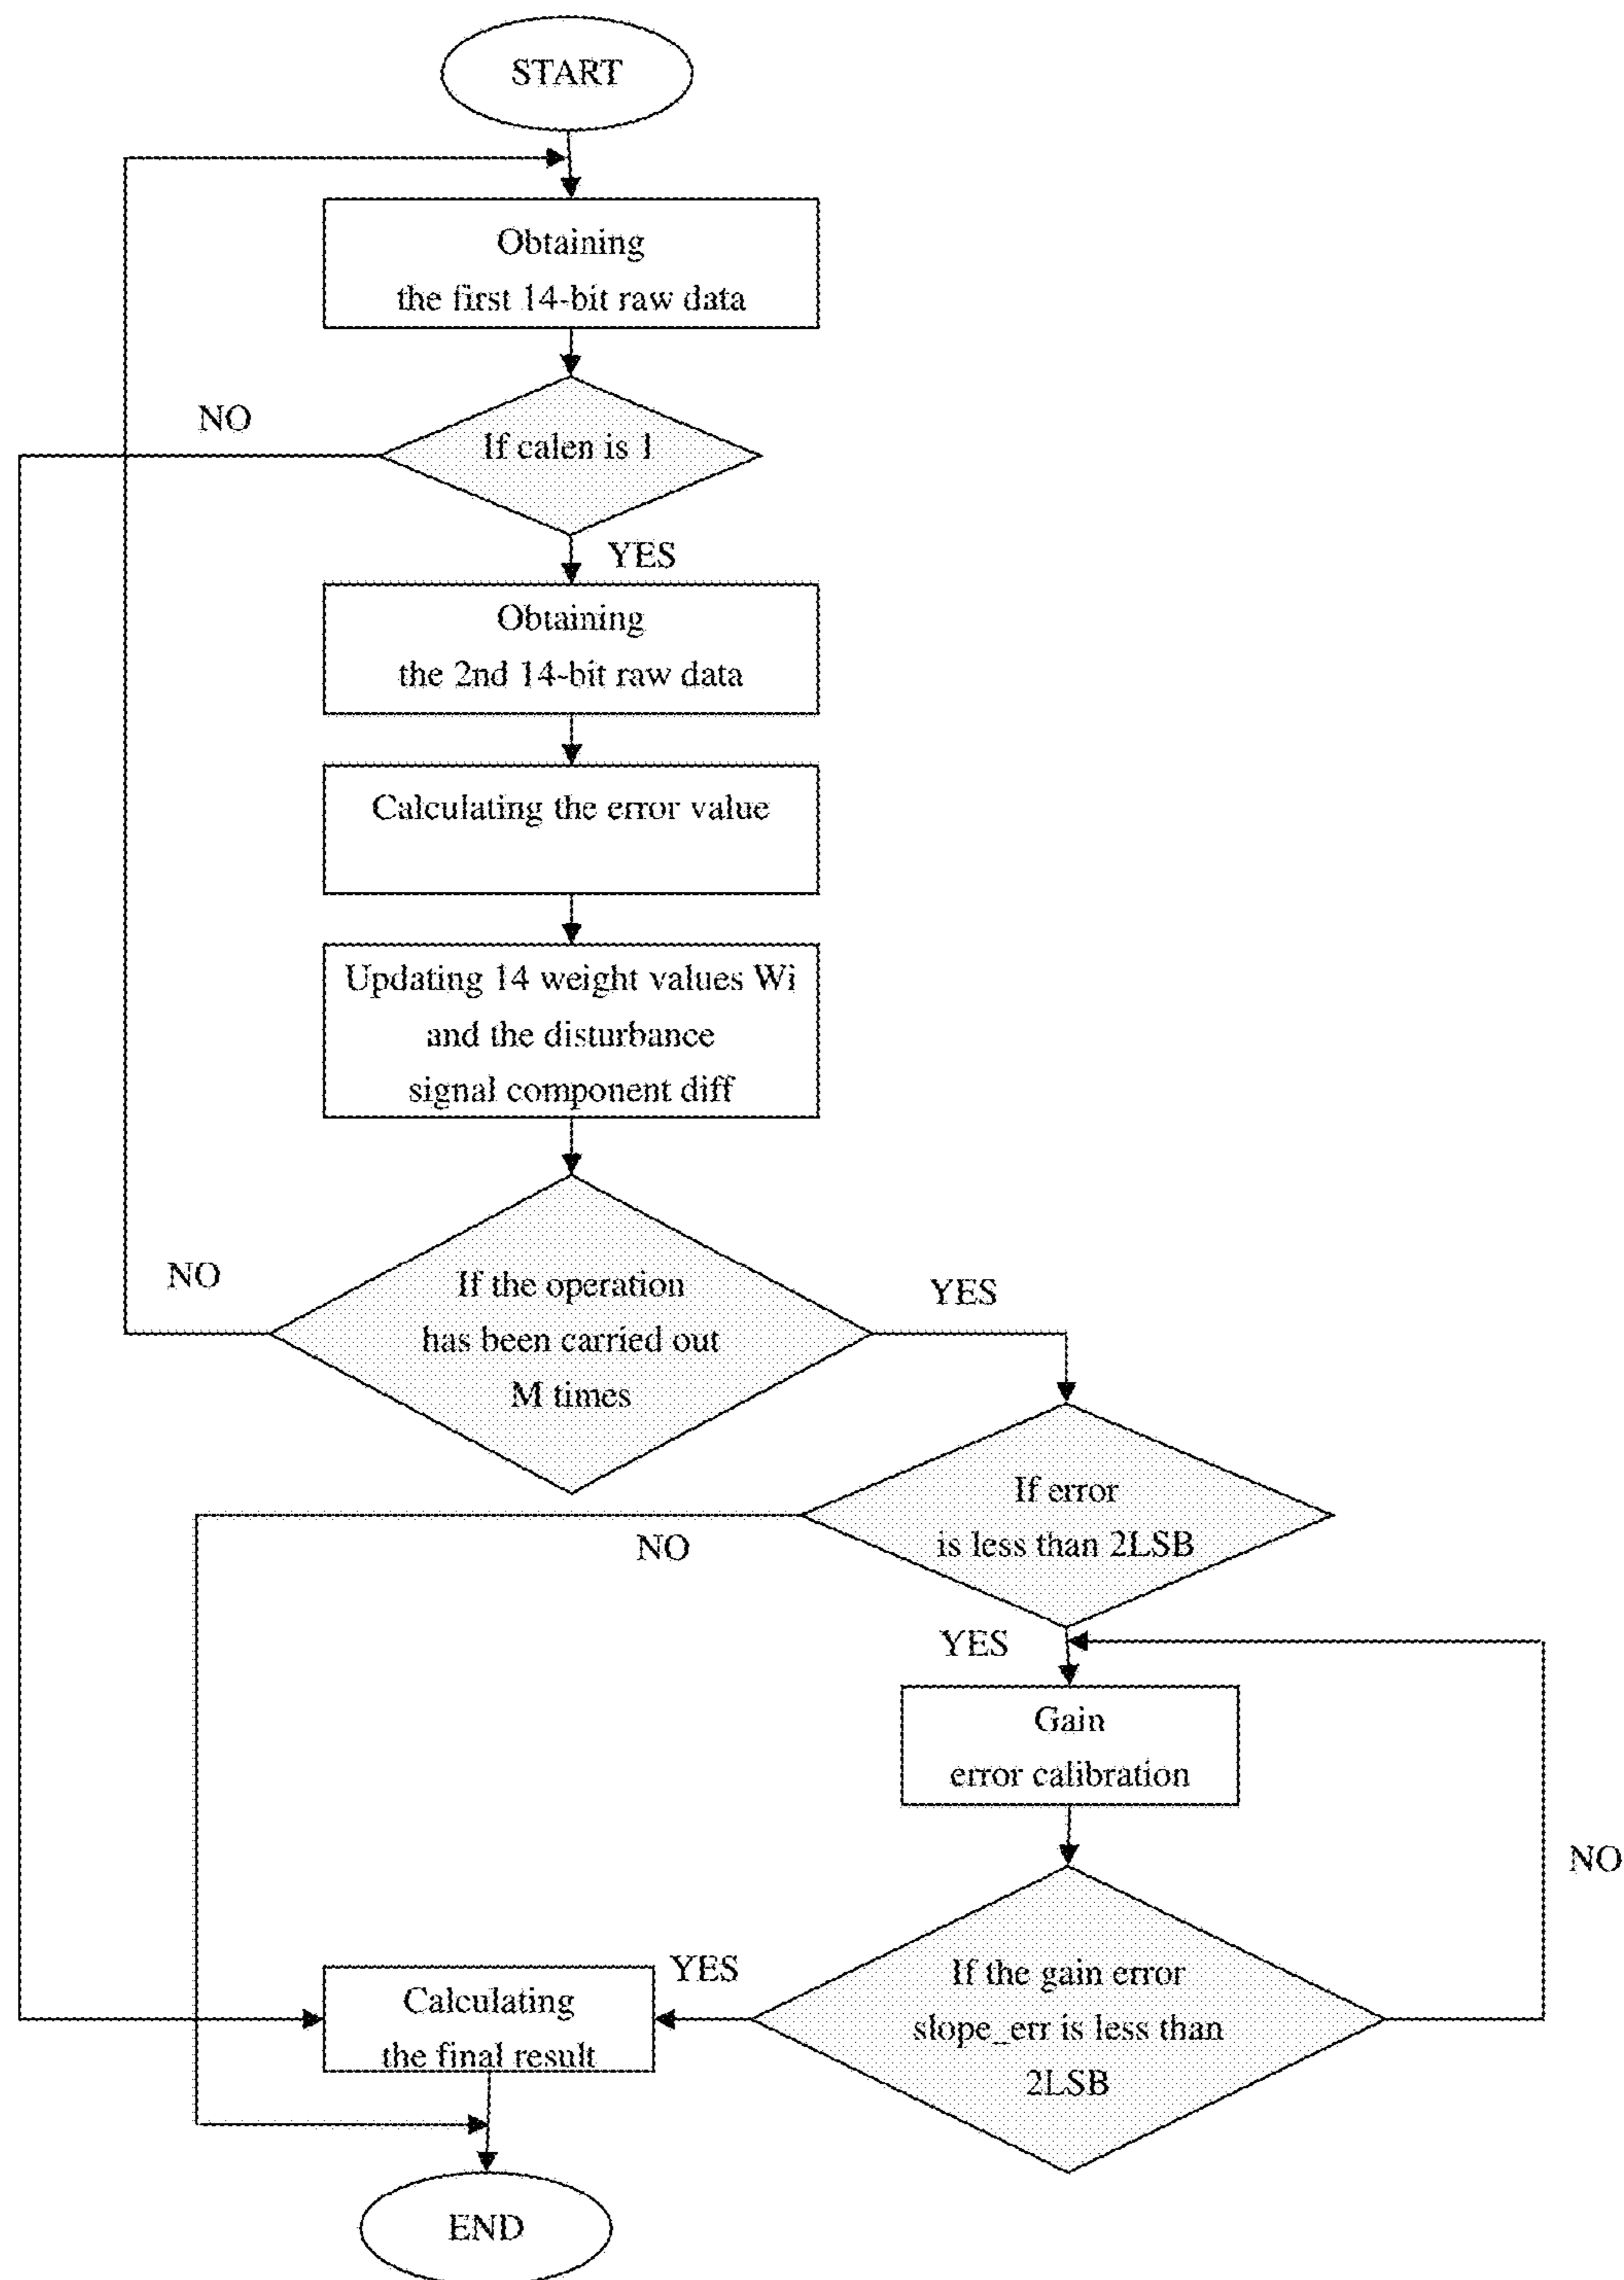 START
Obtaining
the first 14-bit raw data
NO
If calen is 1
YES
Obtaining
the 2nd 14-bit raw data
Calculating the error value
Updating 14 weight values Wi
and the disturbance
signal component diff
NO
If the operation
has been carried out
M times
YES
If error
is less than 2LSB
NO
YES
Gain
error calibration
NO
If the gain error
slope_err is less than
2LSB
YES
Calculating
the final result
END